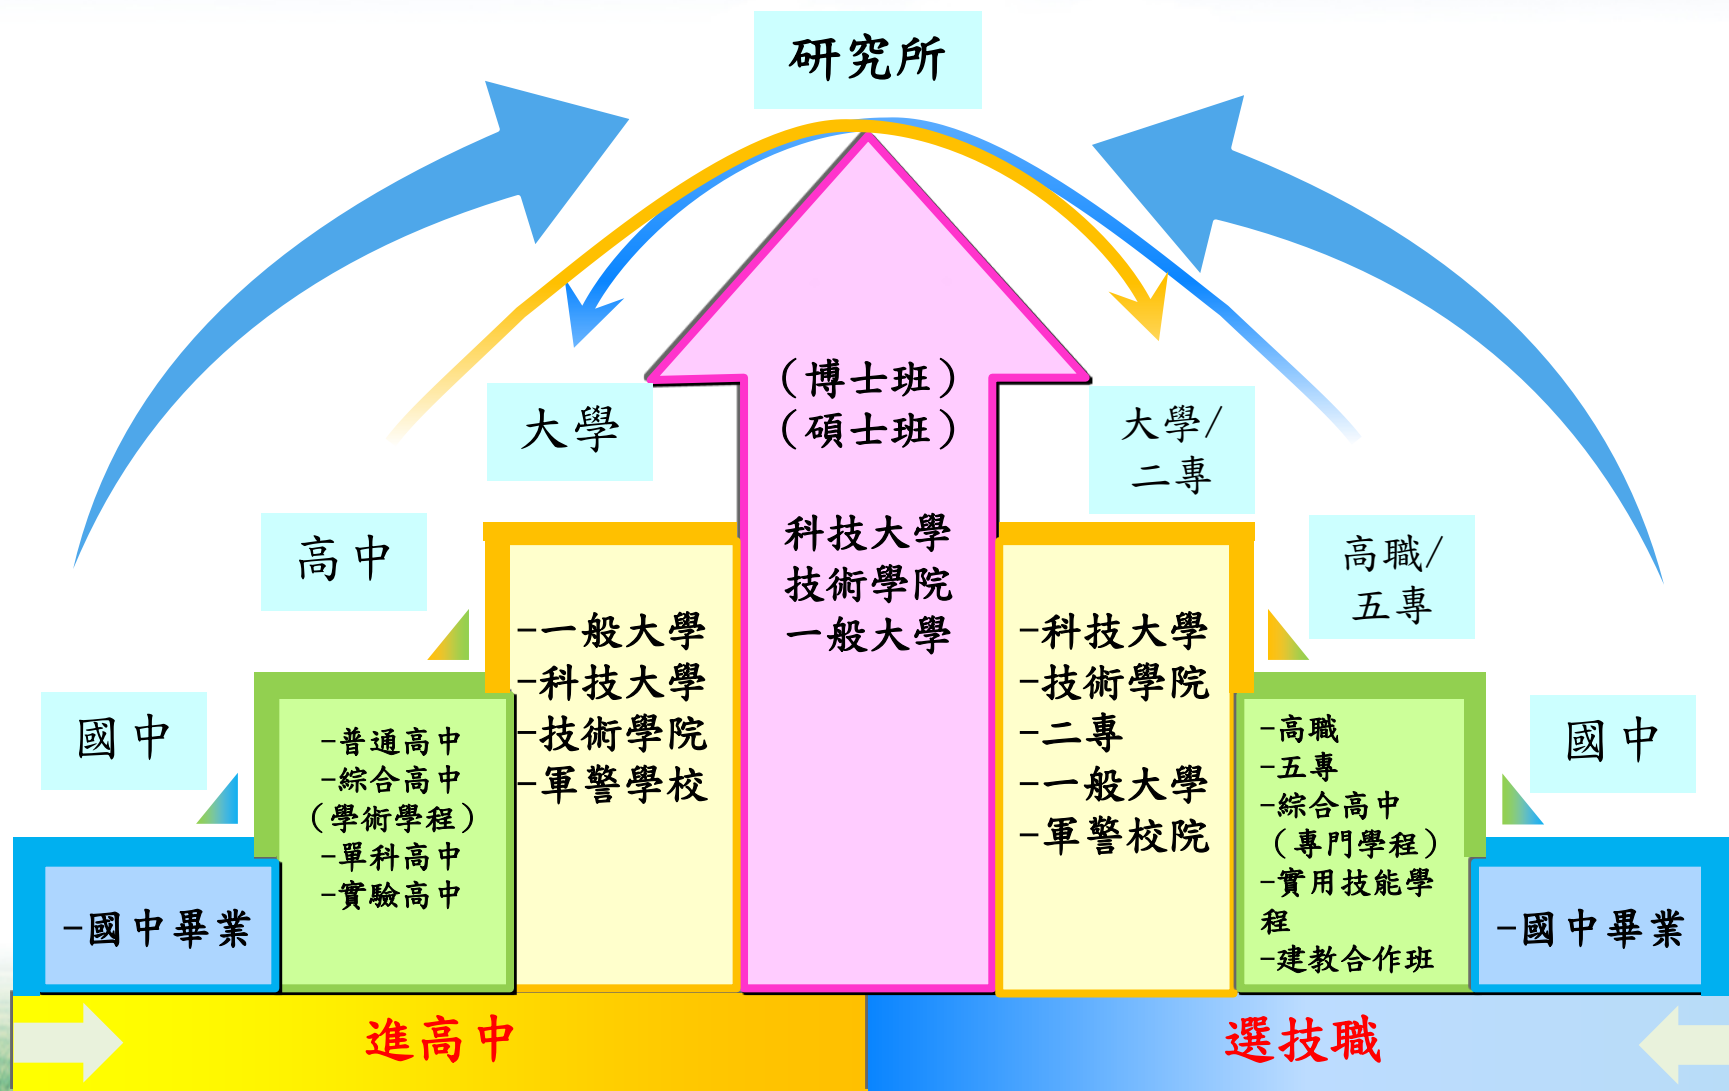 研究所
（博士班）
（碩士班）
科技大學
技術學院
一般大學
大學
-一般大學
-科技大學
-技術學院
-軍警學校
高中
-普通高中
-綜合高中
（學術學程）
-單科高中
-實驗高中
國中
-國中畢業
大學/
二專
-科技大學
-技術學院
-二專
-一般大學
-軍警校院
高職/
五專
-高職
-五專
-綜合高中
（專門學程）
-實用技能學
程
-建教合作班
國中
-國中畢業
進高中
選技職